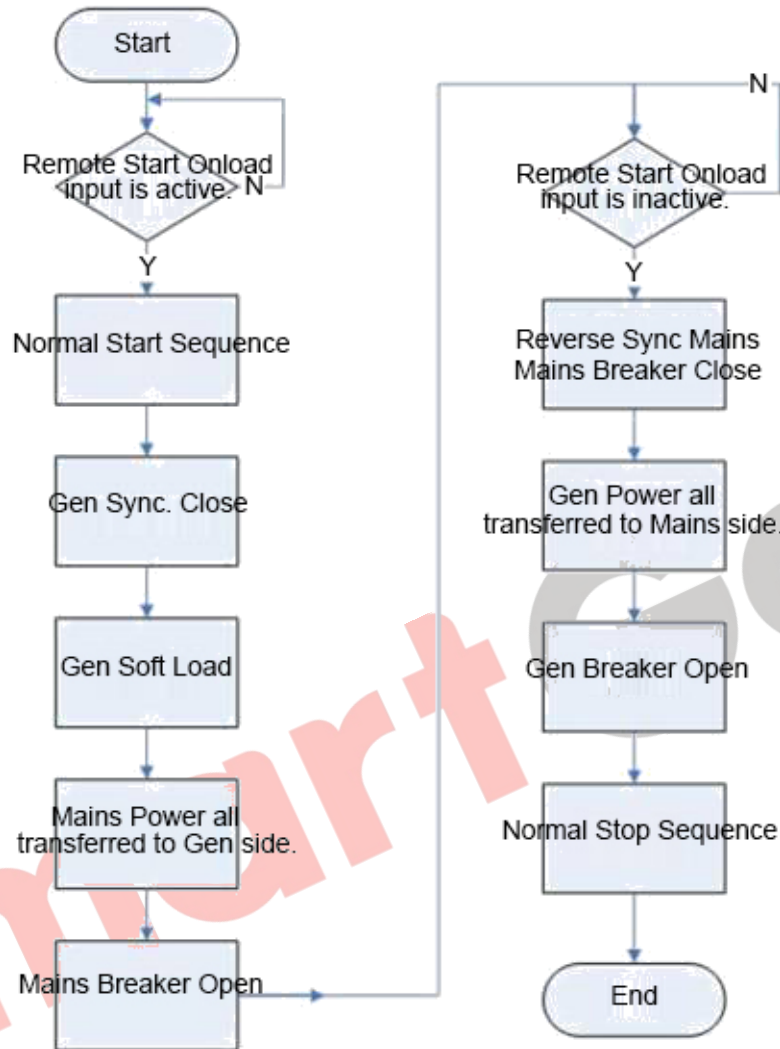 Start
Remote Start Onload
input is active.
N
Y
Normal Start Sequence
Gen Sync. Close
Gen Soft Load
Mains Power all
transferred to Gen side.
Mains Breaker Open
N
Remote Start Onload
input is inactive.
Y
Reverse Sync Mains
Mains Breaker Close
Gen Power all
transferred to Mains side.
Gen Breaker Open
Normal Stop Sequence
End